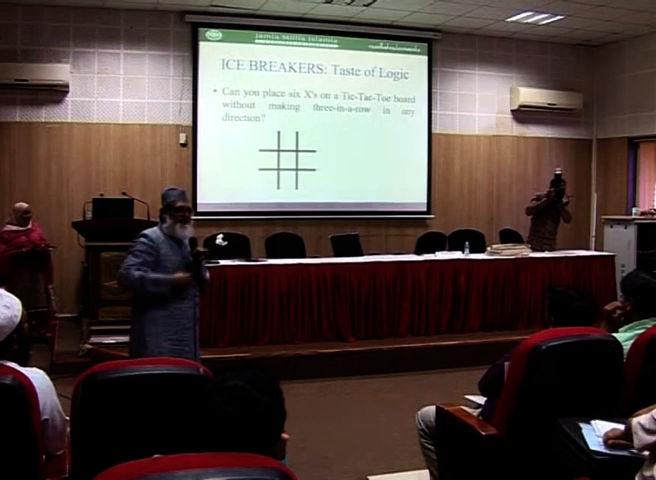 Jamia Millia Islamia
ICE BREAKERS: Taste of Logic
• Can you place six X's on a Tic-Tac-Toe board
without making three-in-a-row in any
direction?